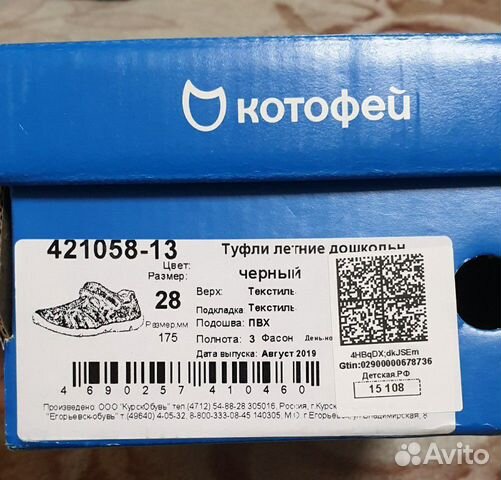 котофей
421058-13 Туфли летние дошкольн
Цвет: черный
Размер: 28
Верх: Текстиль
Подкладка Текстиль
Размер,мм 175
Подошва: ПВХ
Полнота: 3 Фасон День-но
Дата выпуска: Август 2019
4HBqDX;dkJSEm
Gtin:02900000678736
Детская.РФ
15 108
4 690257 410460
Произведено: ООО "КурскОбувь" тел (4712) 54-88-28 305016, Россия, г.Курск
"Егорьевск-обувь" т (49640) 4-05-32, 8-800-333-08-45 140305, М.О, г.Егорьевск, ул.Владимирская, 8
Avito